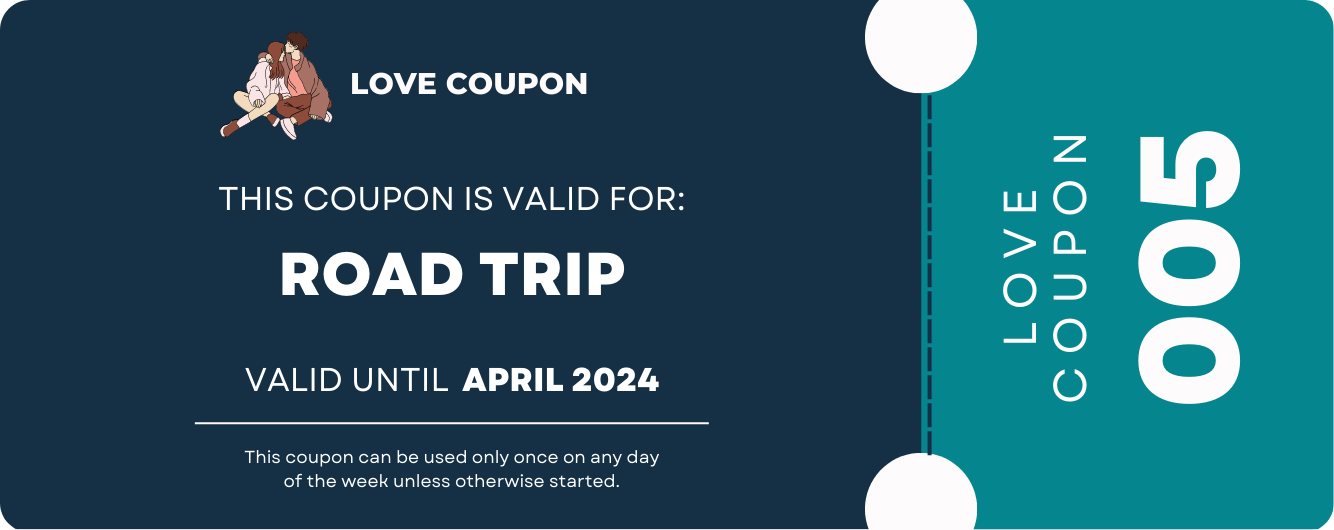 LOVE COUPON
THIS COUPON IS VALID FOR:
ROAD TRIP
VALID UNTIL APRIL 2024
This coupon can be used only once on any day
of the week unless otherwise started.
LOVE
COUPON
005